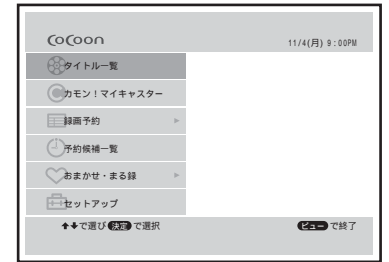 CoCoon
11/4(月) 9:00PM
タイトル一覧
カモン!マイキャスター
録画予約
予約候補一覧
おまかせ・まる録
セットアップ
↑↓で選び 決定 で選択
ビュー で終了